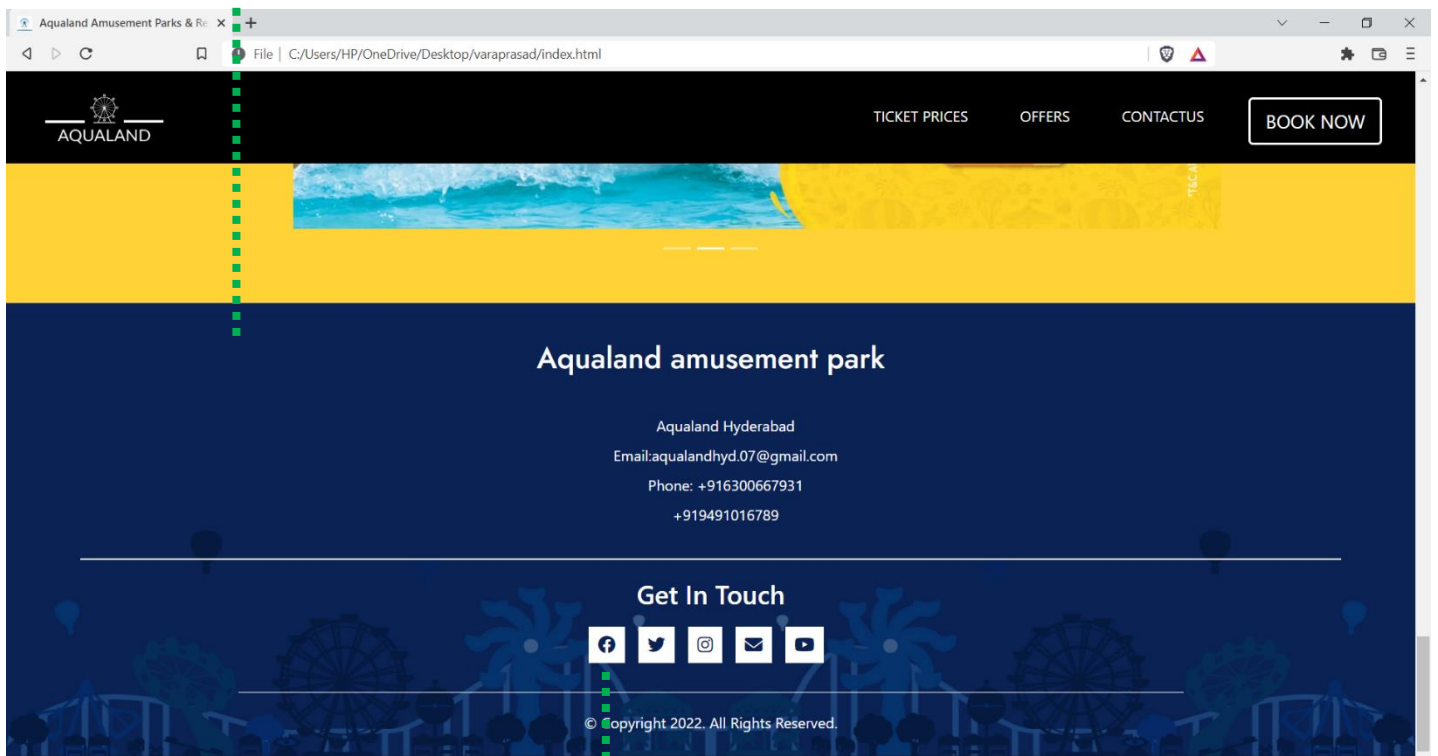 Aqualand Amusement Parks & Re
File | C:/Users/HP/OneDrive/Desktop/varaprasad/index.html
AQUALAND
TICKET PRICES OFFERS CONTACTUS BOOK NOW
*T&C A
Aqualand amusement park
Aqualand Hyderabad
Email:aqualandhyd.07@gmail.com
Phone: +916300667931
+919491016789
Get In Touch
© Copyright 2022. All Rights Reserved.